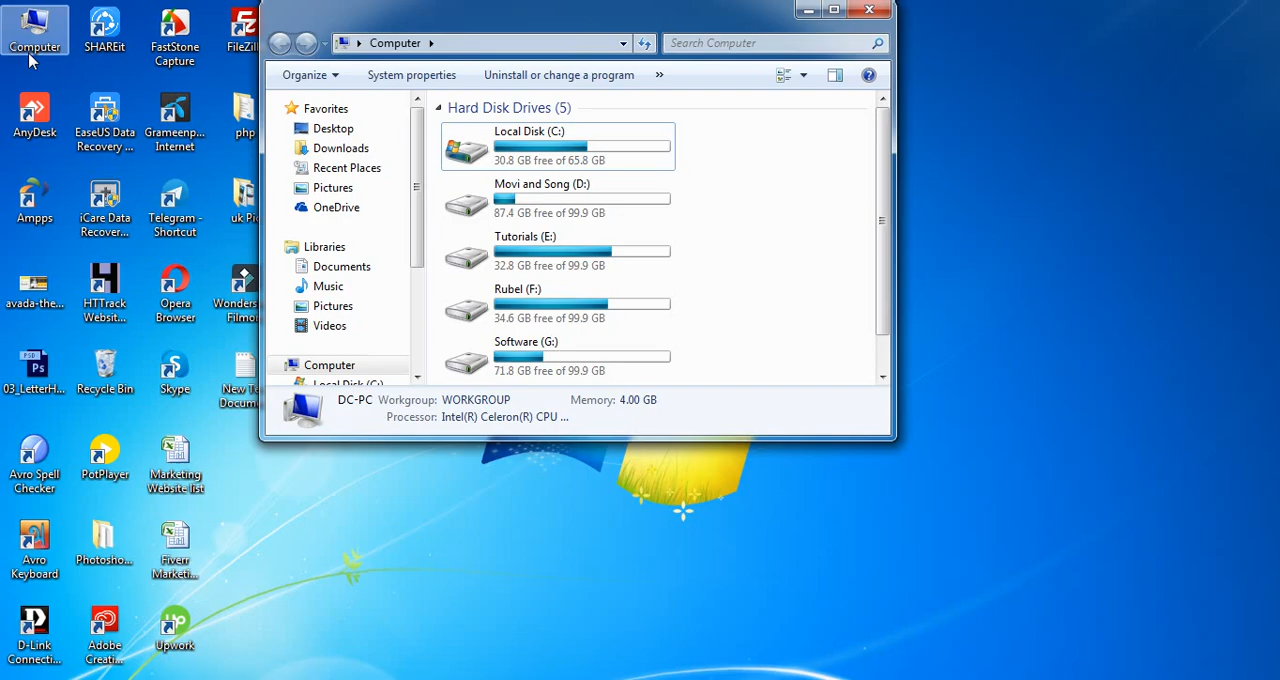 Computer
SHAREit
FastStone
Capture
FileZil
AnyDesk
EaseUS Data
Recovery ...
Grameenp...
Internet
php
Ampps
iCare Data
Recover...
Telegram -
Shortcut
uk Pi
avada-the...
HTTrack
Websit...
Opera
Browser
Wonders
Filmor
03_LetterH...
Recycle Bin
Skype
New Te
Docum
Avro Spell
Checker
PotPlayer
Marketing
Website list
Avro
Keyboard
Photosho...
Fiverr
Marketi...
D-Link
Connecti...
Adobe
Creati...
Upwork
Computer
Search Computer
Organize
System properties
Uninstall or change a program
»
Favorites
Desktop
Downloads
Recent Places
Pictures
OneDrive
Libraries
Documents
Music
Pictures
Videos
Computer
Local Disk (C:)
Hard Disk Drives (5)
Local Disk (C:)
30.8 GB free of 65.8 GB
Movi and Song (D:)
87.4 GB free of 99.9 GB
Tutorials (E:)
32.8 GB free of 99.9 GB
Rubel (F:)
34.6 GB free of 99.9 GB
Software (G:)
71.8 GB free of 99.9 GB
DC-PC Workgroup: WORKGROUP Memory: 4.00 GB
Processor: Intel(R) Celeron(R) CPU ...